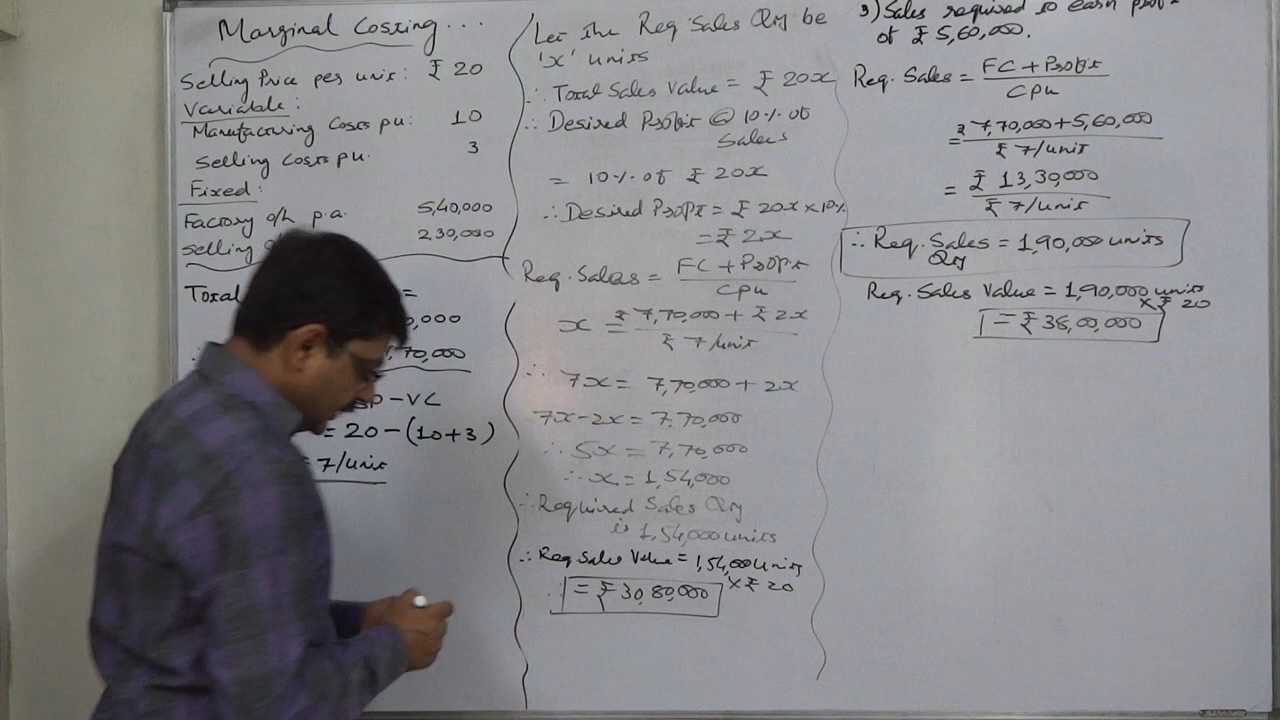 Marginal Costing...
Selling Price per unit: ₹ 20
Variable:
Manufacturing Costs pu: 10
Selling Costs pu. 3
Fixed:
Factory o/h p.a. 5,40,000
Selling 2,30,000
Total =
0,000
,70,000
SP-VC
= 20-(10+3)
= 7/unit
Let the Req Sales Qty be
'x' units
∴ Total Sales Value = ₹ 20x
∴ Desired Profit @ 10% of
Sales
= 10% of ₹ 20x
∴ Desired Profit = ₹ 20x × 10%
= ₹ 2x
Req. Sales = FC + Profit
Cpu
x = ₹ 7,70,000 + ₹ 2x
₹ 7/unit
∴ 7x = 7,70,000 + 2x
7x-2x = 7,70,000
∴ 5x = 7,70,000
∴ x = 1,54,000
∴ Required Sales Qty
is 1,54,000 units
∴ Req Sales Value = 1,54,000 units
× ₹ 20
= ₹ 30,80,000
3) Sales required to earn profit
of ₹ 5,60,000.
Req. Sales = FC + Profit
Cpu
= ₹ 7,70,000 + 5,60,000
₹ 7/unit
= ₹ 13,30,000
₹ 7/unit
∴ Req. Sales = 1,90,000 units
Qty
Req. Sales Value = 1,90,000 units
× ₹ 20
= ₹ 38,00,000